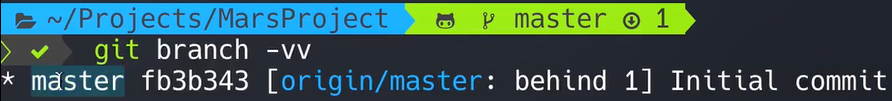 ~/Projects/MarsProject master 1
git branch -vv
* master fb3b343 [origin/master: behind 1] Initial commit